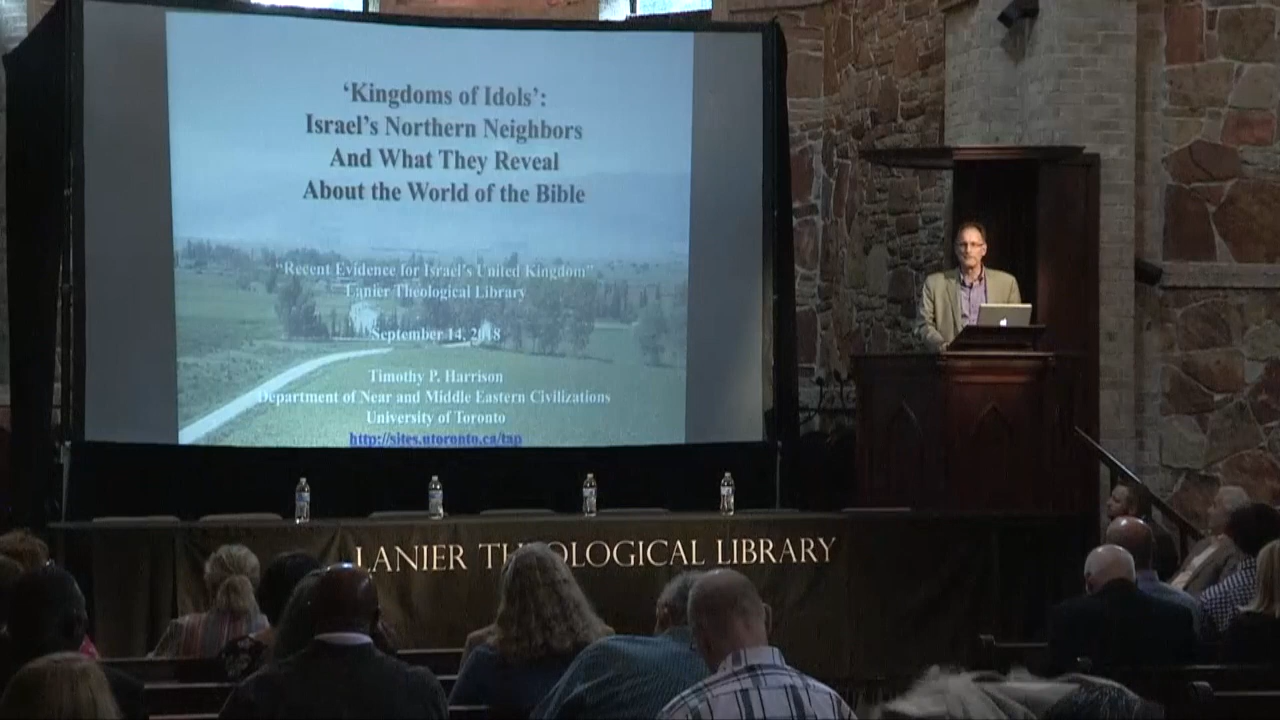 ‘Kingdoms of Idols’:
Israel’s Northern Neighbors
And What They Reveal
About the World of the Bible
“Recent Evidence for Israel’s United Kingdom”
Lanier Theological Library
September 14, 2018
Timothy P. Harrison
Department of Near and Middle Eastern Civilizations
University of Toronto
http://sites.utoronto.ca/tap
LANIER THEOLOGICAL LIBRARY